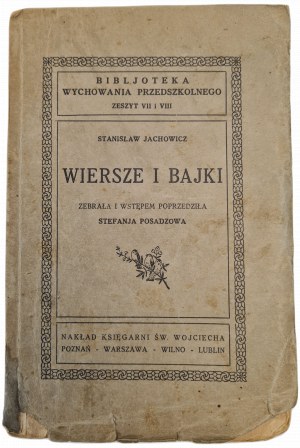 BIBLJOTEKA
WYCHOWANIA PRZEDSZKOLNEGO
ZESZYT VII I VIII
STANISŁAW JACHOWICZ
WIERSZE I BAJKI
ZEBRAŁA I WSTĘPEM POPRZEDZIŁA
STEFANJA POSADZOWA
NAKŁAD KSIĘGARNI ŚW. WOJCIECHA
POZNAŃ - WARSZAWA - WILNO - LUBLIN